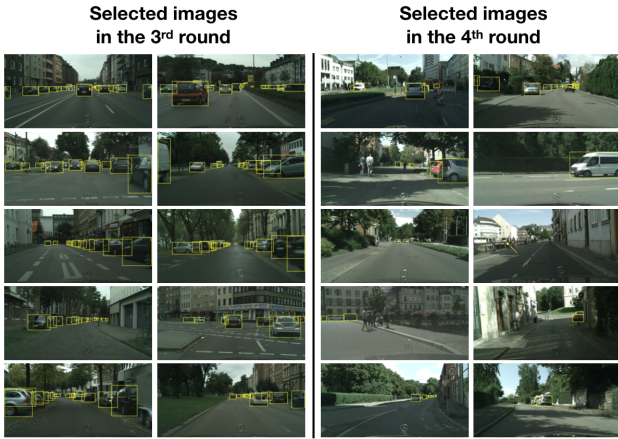 Selected images
in the 3rd round
Selected images
in the 4th round